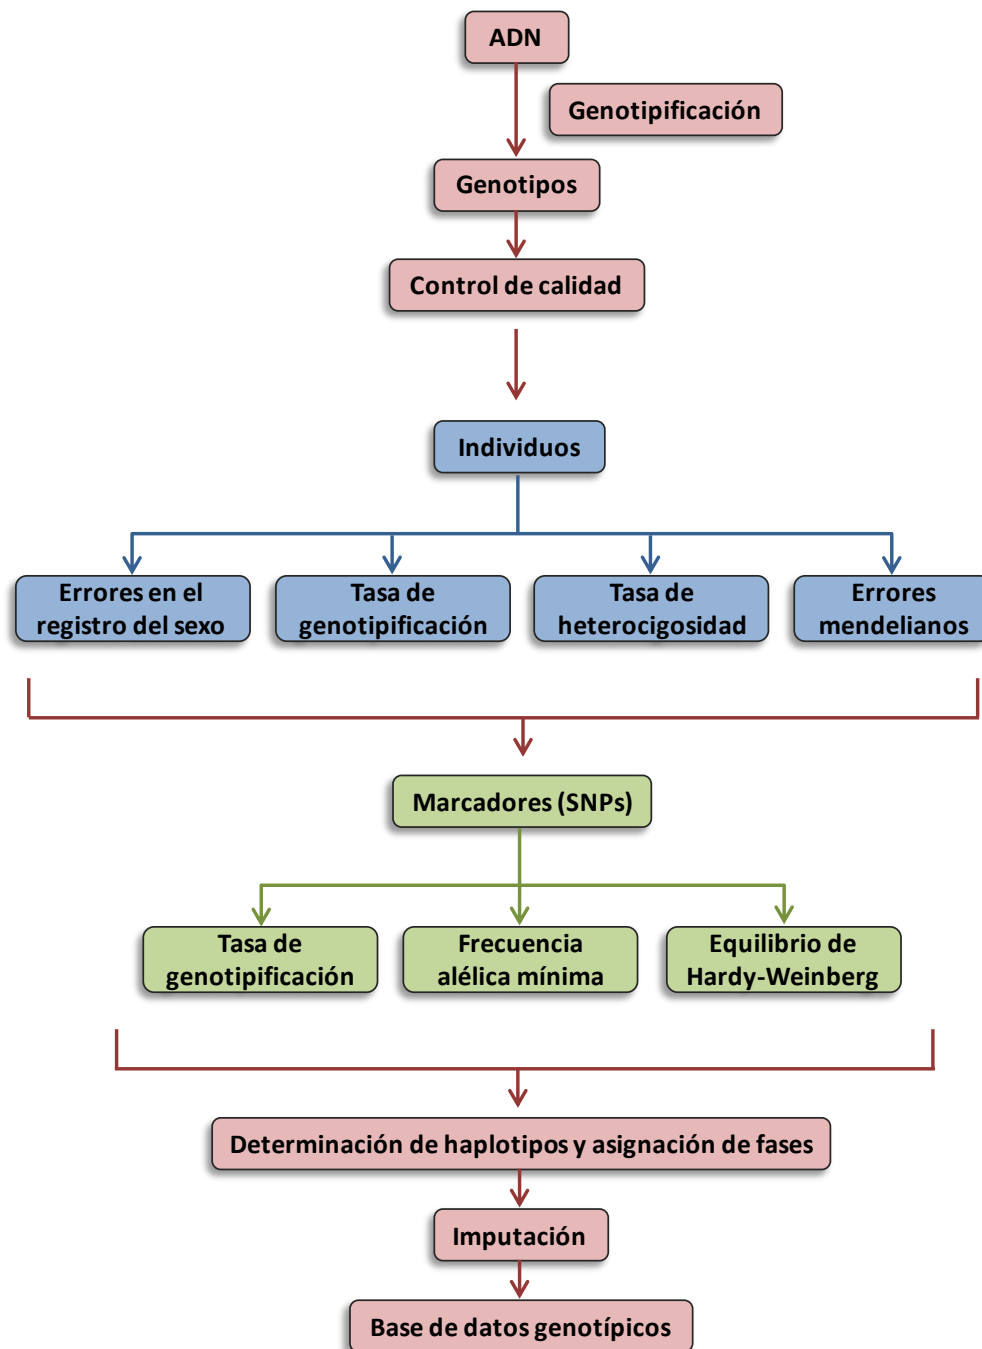 ADN
Genotipificación
Genotipos
Control de calidad
Individuos
Errores en el
registro del sexo
Tasa de
genotipificación
Tasa de
heterocigosidad
Errores
mendelianos
Marcadores (SNPs)
Tasa de
genotipificación
Frecuencia
alélica mínima
Equilibrio de
Hardy-Weinberg
Determinación de haplotipos y asignación de fases
Imputación
Base de datos genotípicos